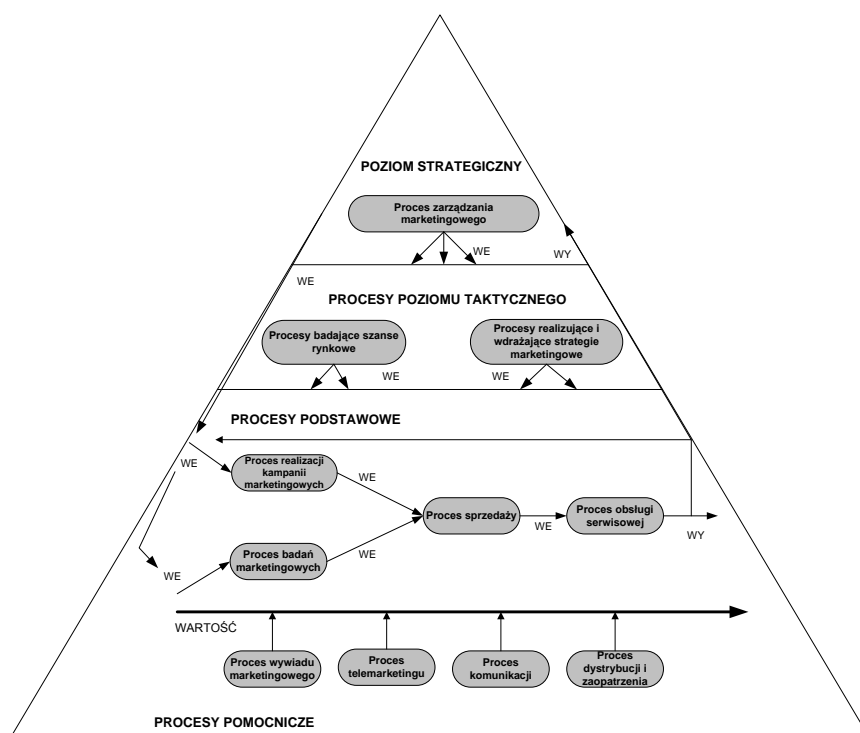 POZIOM STRATEGICZNY
Proces zarządzania
marketingowego
WE
WY
WE
PROCESY POZIOMU TAKTYCZNEGO
Procesy badające szanse
rynkowe
Procesy realizujące i
wdrażające strategie
marketingowe
WE
WE
PROCESY PODSTAWOWE
WE
Proces realizacji
kampanii
marketingowych
WE
Proces sprzedaży
WE
Proces obsługi
serwisowej
WY
WE
Proces badań
marketingowych
WE
WARTOŚĆ
Proces wywiadu
marketingowego
Proces
telemarketingu
Proces
komunikacji
Proces
dystrybucji i
zaopatrzenia
PROCESY POMOCNICZE